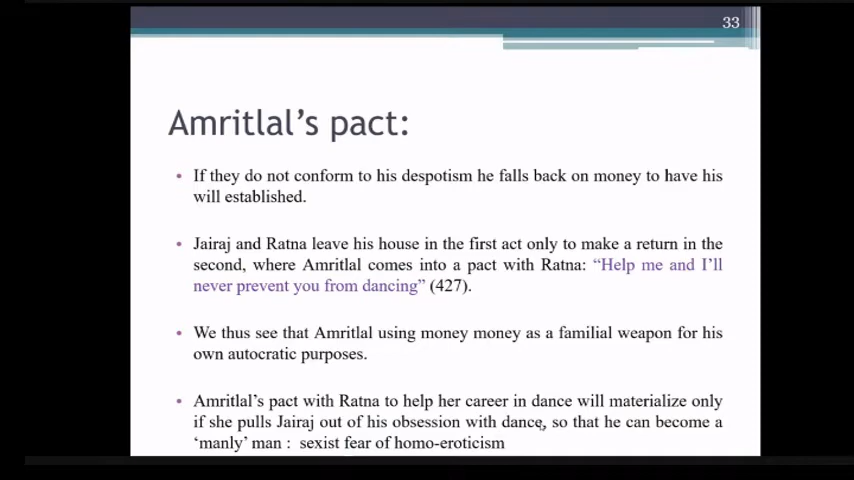 33
Amritlal’s pact:
• If they do not conform to his despotism he falls back on money to have his
will established.
• Jairaj and Ratna leave his house in the first act only to make a return in the
second, where Amritlal comes into a pact with Ratna: “Help me and I’ll
never prevent you from dancing” (427).
• We thus see that Amritlal using money money as a familial weapon for his
own autocratic purposes.
• Amritlal’s pact with Ratna to help her career in dance will materialize only
if she pulls Jairaj out of his obsession with dance, so that he can become a
‘manly’ man : sexist fear of homo-eroticism